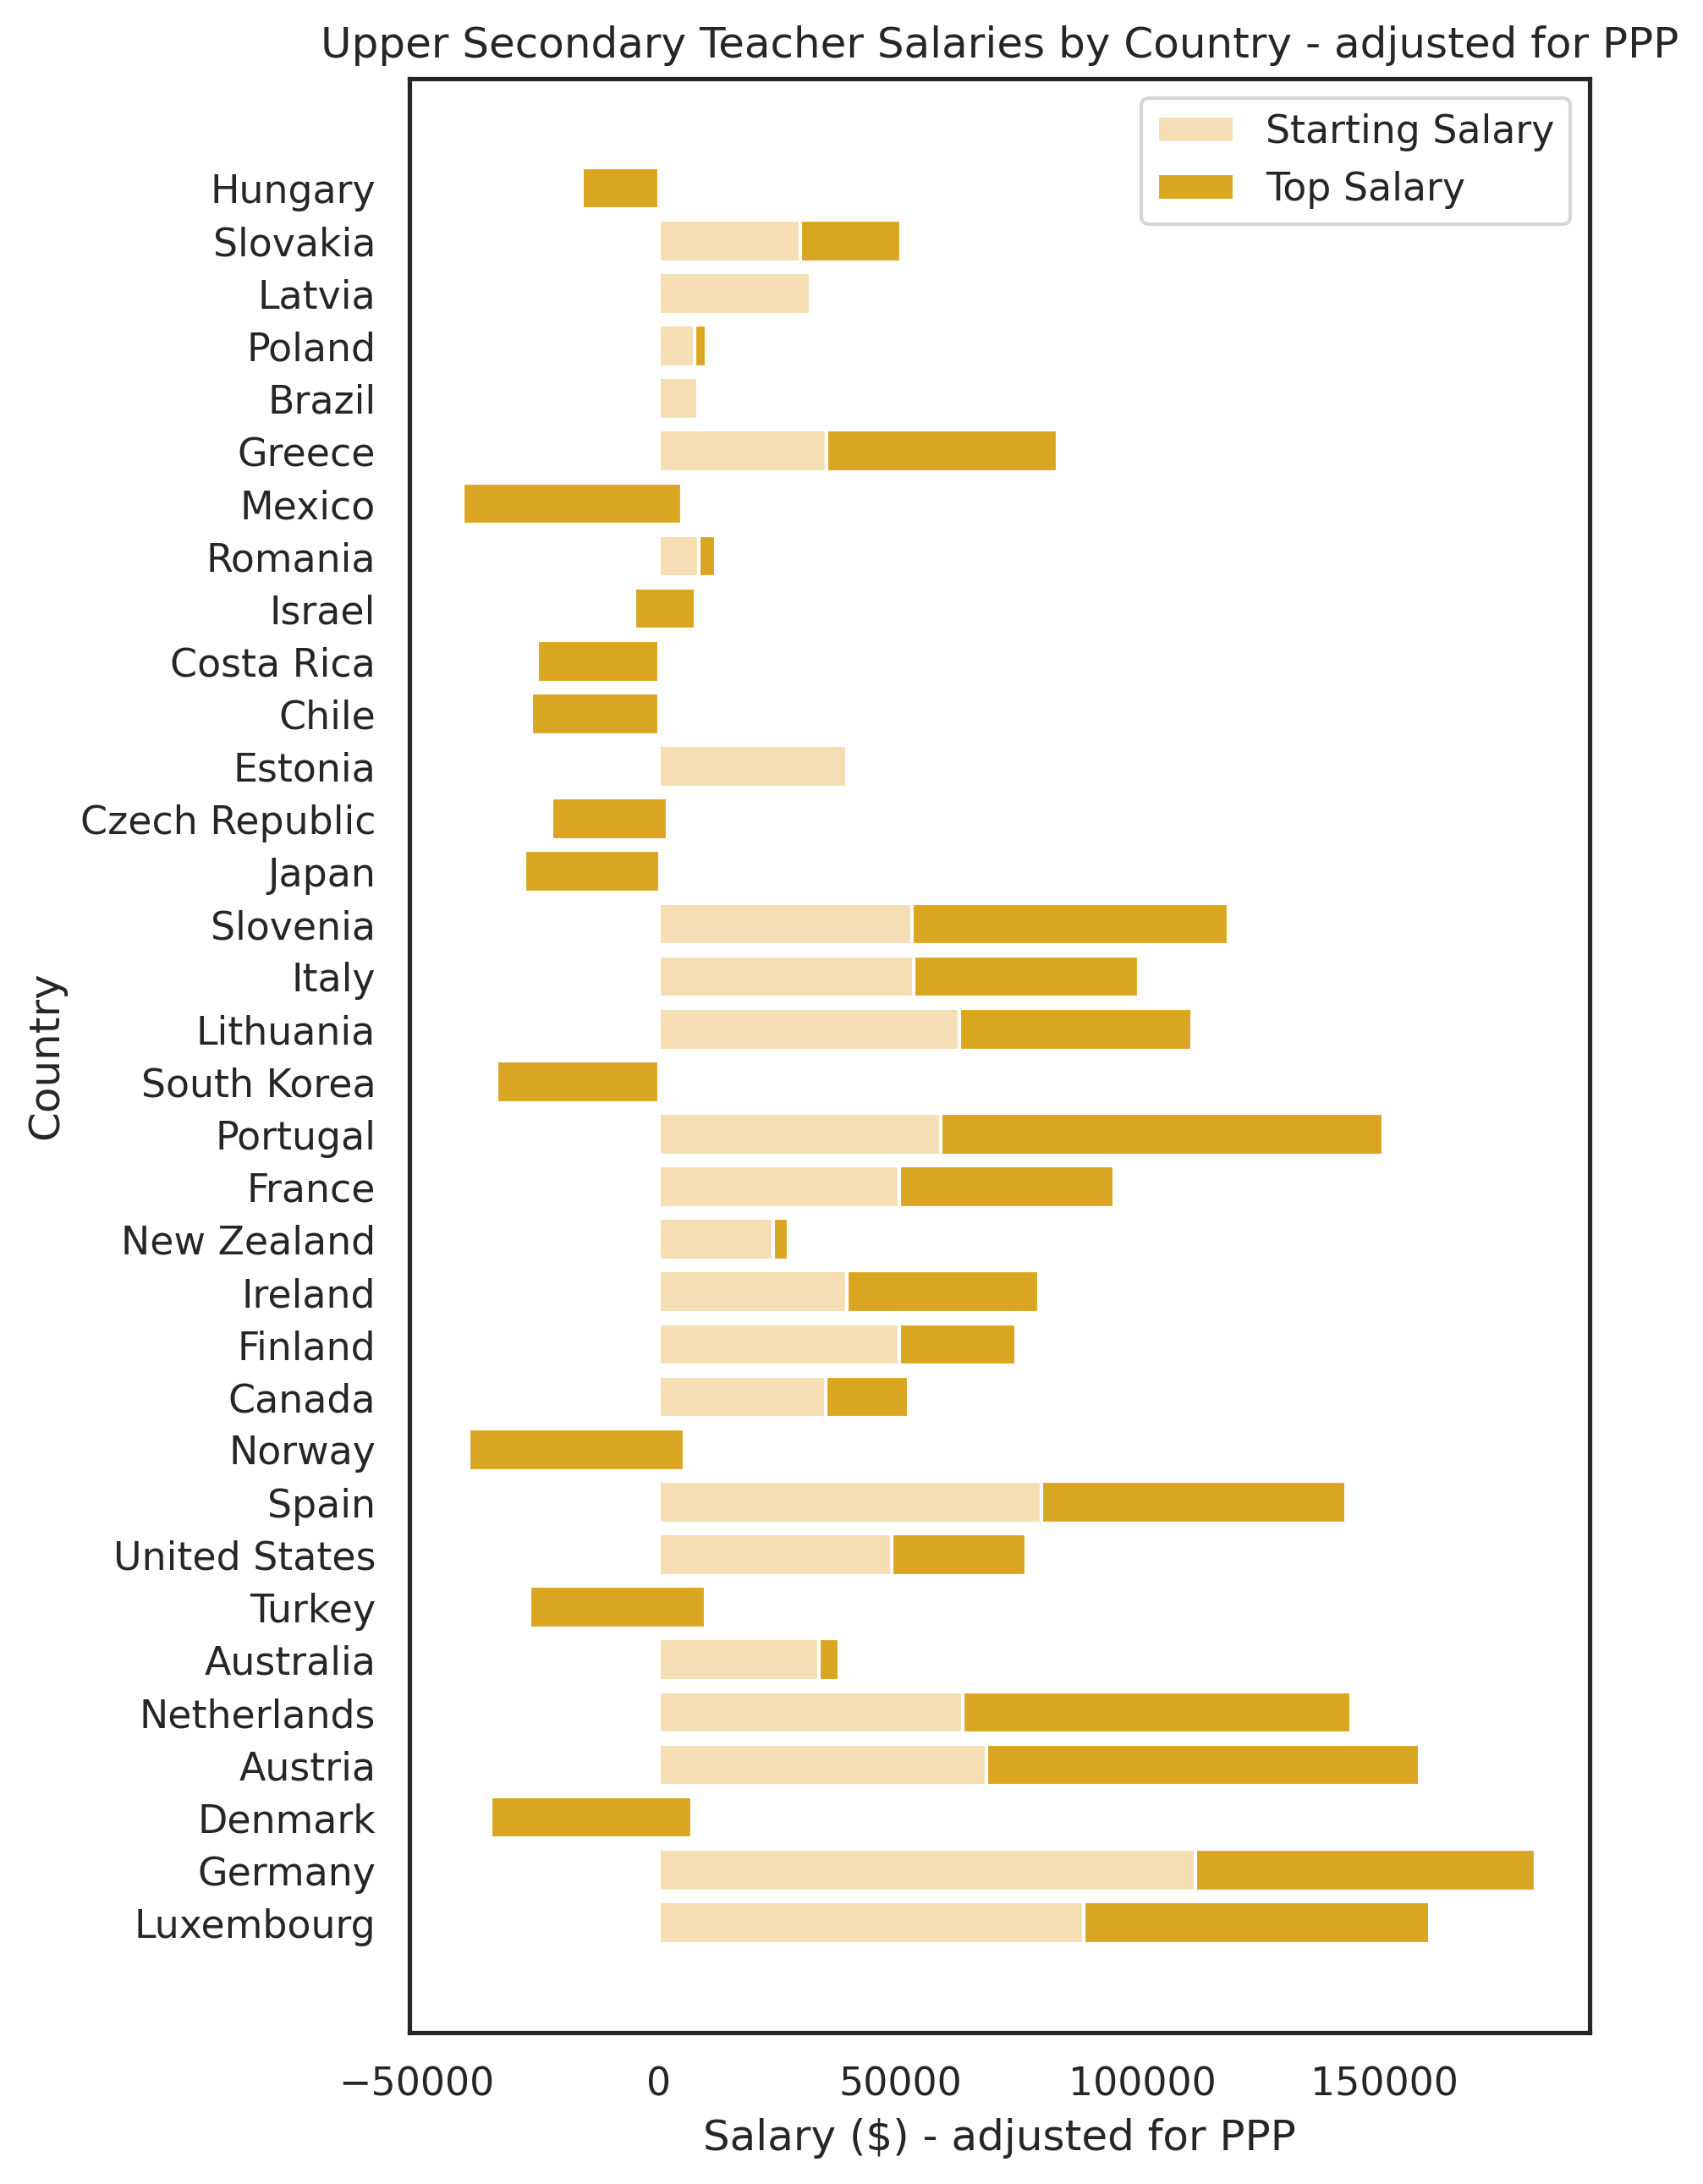 Upper Secondary Teacher Salaries by Country - adjusted for PPP
Starting Salary
Top Salary
Hungary
Slovakia
Latvia
Poland
Brazil
Greece
Mexico
Romania
Israel
Costa Rica
Chile
Estonia
Czech Republic
Japan
Slovenia
Italy
Lithuania
South Korea
Portugal
France
New Zealand
Ireland
Finland
Canada
Norway
Spain
United States
Turkey
Australia
Netherlands
Austria
Denmark
Germany
Luxembourg
Country
−50000 0 50000 100000 150000
Salary ($) - adjusted for PPP